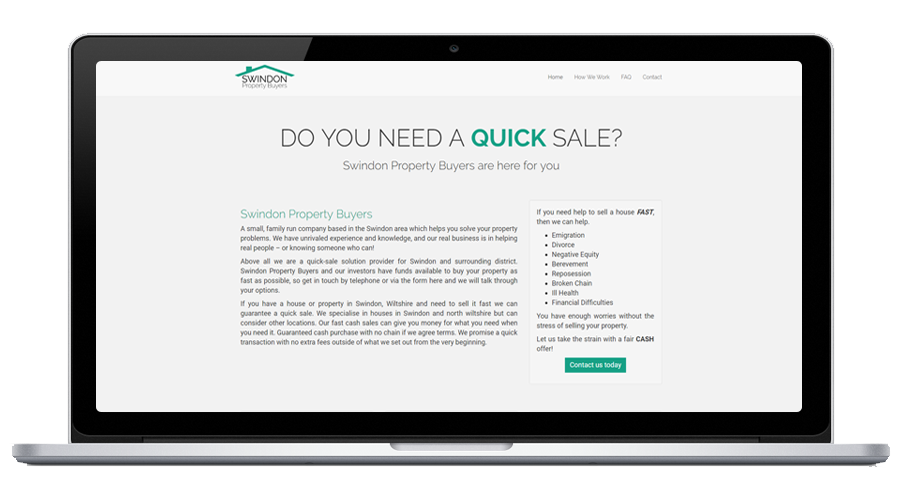 SWINDON
Property Buyers
Home How We Work FAQ Contact
DO YOU NEED A QUICK SALE?
Swindon Property Buyers are here for you
Swindon Property Buyers
A small, family run company based in the Swindon area which helps you solve your property
problems. We have unrivaled experience and knowledge, and our real business is in helping
real people – or knowing someone who can!
Above all we are a quick-sale solution provider for Swindon and surrounding district.
Swindon Property Buyers and our investors have funds available to buy your property as
fast as possible, so get in touch by telephone or via the form here and we will talk through
your options.
If you have a house or property in Swindon, Wiltshire and need to sell it fast we can
guarantee a quick sale. We specialise in houses in Swindon and north wiltshire but can
consider other locations. Our fast cash sales can give you money for what you need when
you need it. Guaranteed cash purchase with no chain if we agree terms. We promise a quick
transaction with no extra fees outside of what we set out from the very beginning.
If you need help to sell a house FAST,
then we can help.
• Emigration
• Divorce
• Negative Equity
• Berevement
• Reposession
• Broken Chain
• Ill Health
• Financial Difficulties
You have enough worries without the
stress of selling your property.
Let us take the strain with a fair CASH
offer!
Contact us today